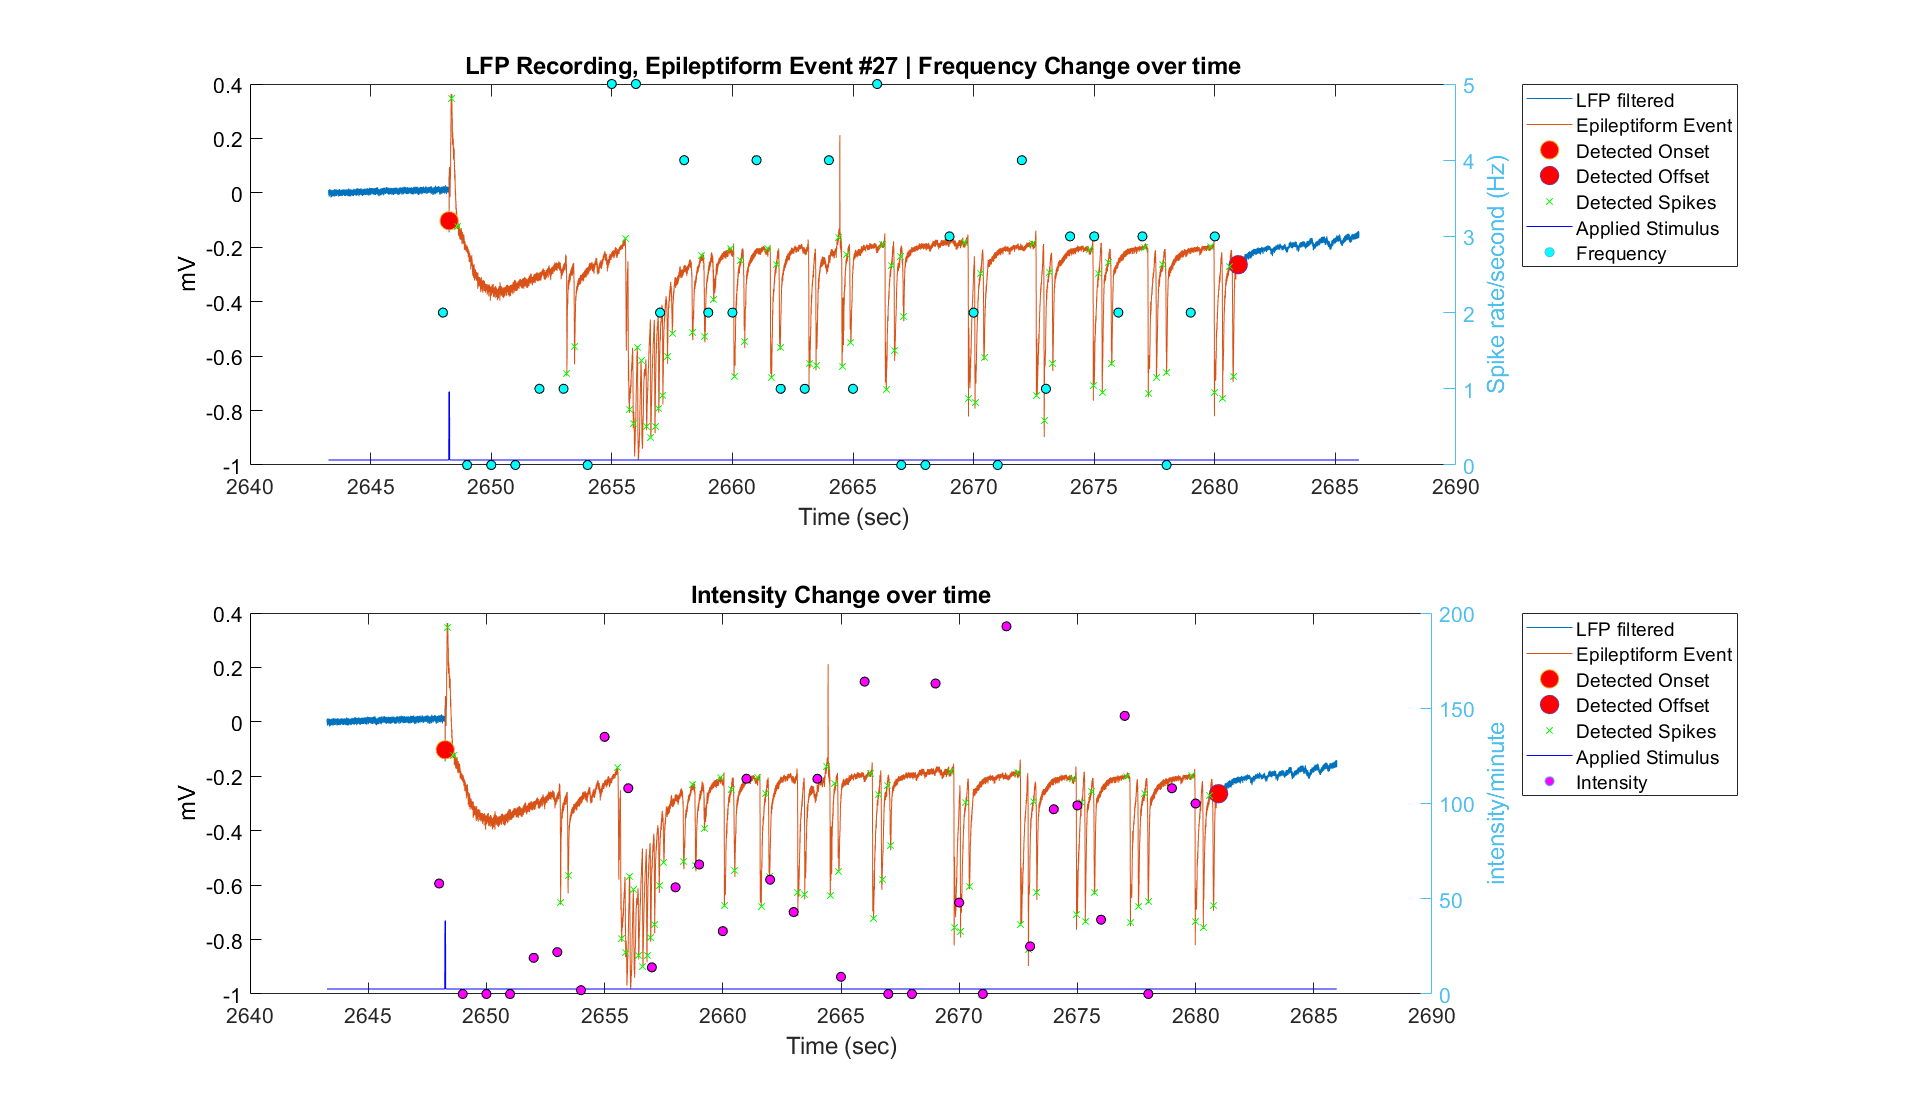 LFP Recording, Epileptiform Event #27 | Frequency Change over time
0.4
0.2
0
-0.2
-0.4
-0.6
-0.8
-1
mV
5
4
3
2
1
0
Spike rate/second (Hz)
2640 2645 2650 2655 2660 2665 2670 2675 2680 2685 2690
Time (sec)
LFP filtered
Epileptiform Event
Detected Onset
Detected Offset
Detected Spikes
Applied Stimulus
Frequency
Intensity Change over time
0.4
0.2
0
-0.2
-0.4
-0.6
-0.8
-1
mV
200
150
100
50
0
intensity/minute
2640 2645 2650 2655 2660 2665 2670 2675 2680 2685 2690
Time (sec)
LFP filtered
Epileptiform Event
Detected Onset
Detected Offset
Detected Spikes
Applied Stimulus
Intensity